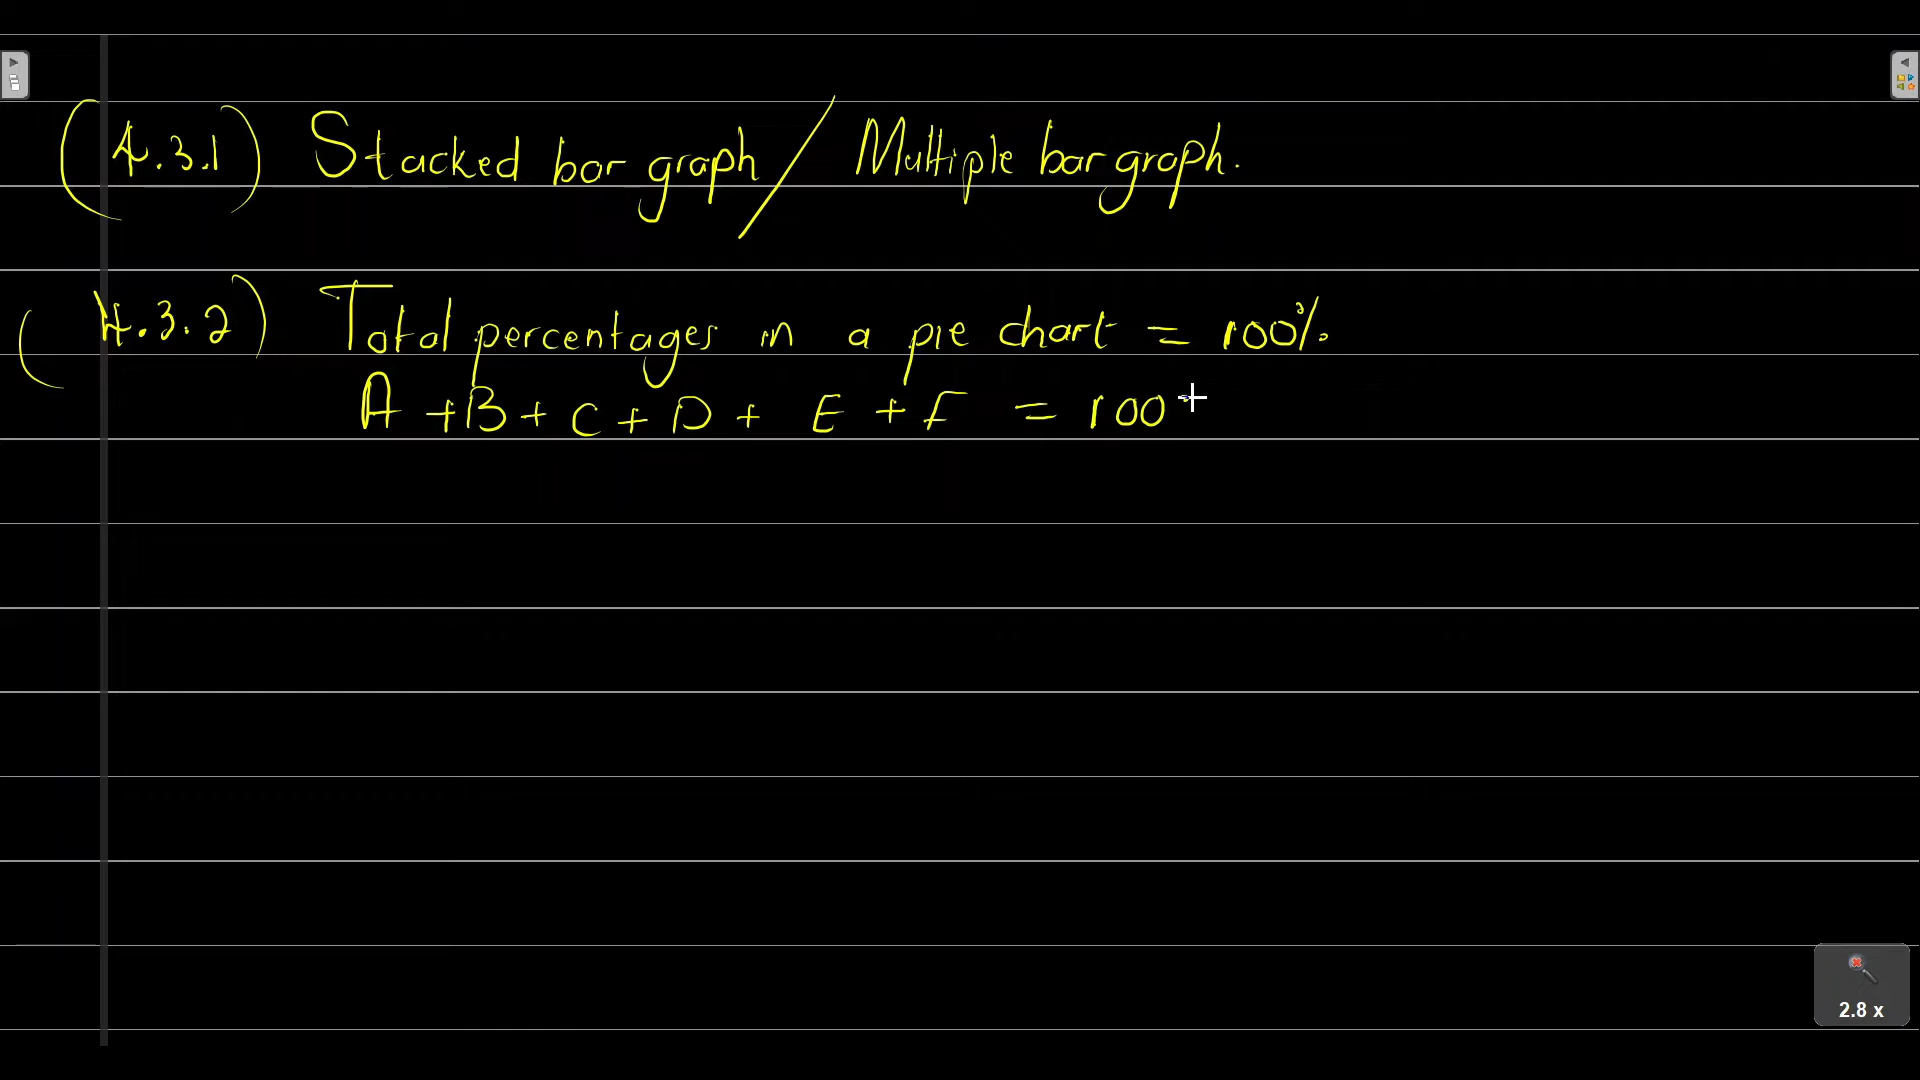 (4.3.1) Stacked bar graph / Multiple bar graph.
(4.3.2) Total percentages in a pie chart = 100%.
A + B + C + D + E + F = 100
2.8 x